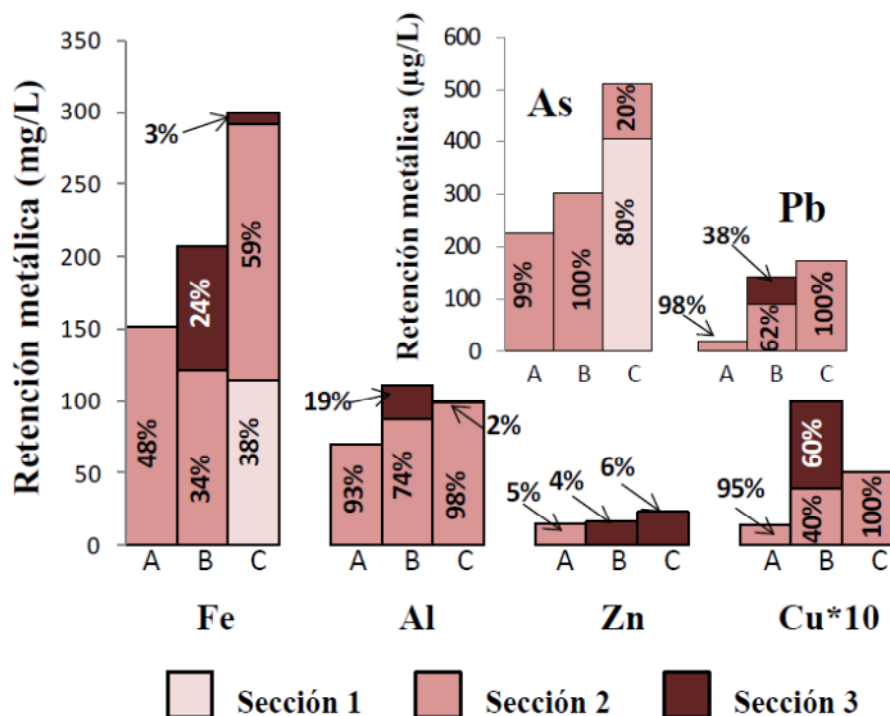 Retención metálica (mg/L)
350
300
250
200
150
100
50
0
3%
48%
24%
34%
59%
38%
A B C
Fe
19%
93%
74%
98%
2%
A B C
Al
5%
4%
6%
A B C
Zn
95%
60%
40%
100%
A B C
Cu*10
Retención metálica (µg/L)
600
500
400
300
200
100
0
As
99%
100%
20%
80%
A B C
Pb
98%
38%
62%
100%
A B C
Sección 1 Sección 2 Sección 3